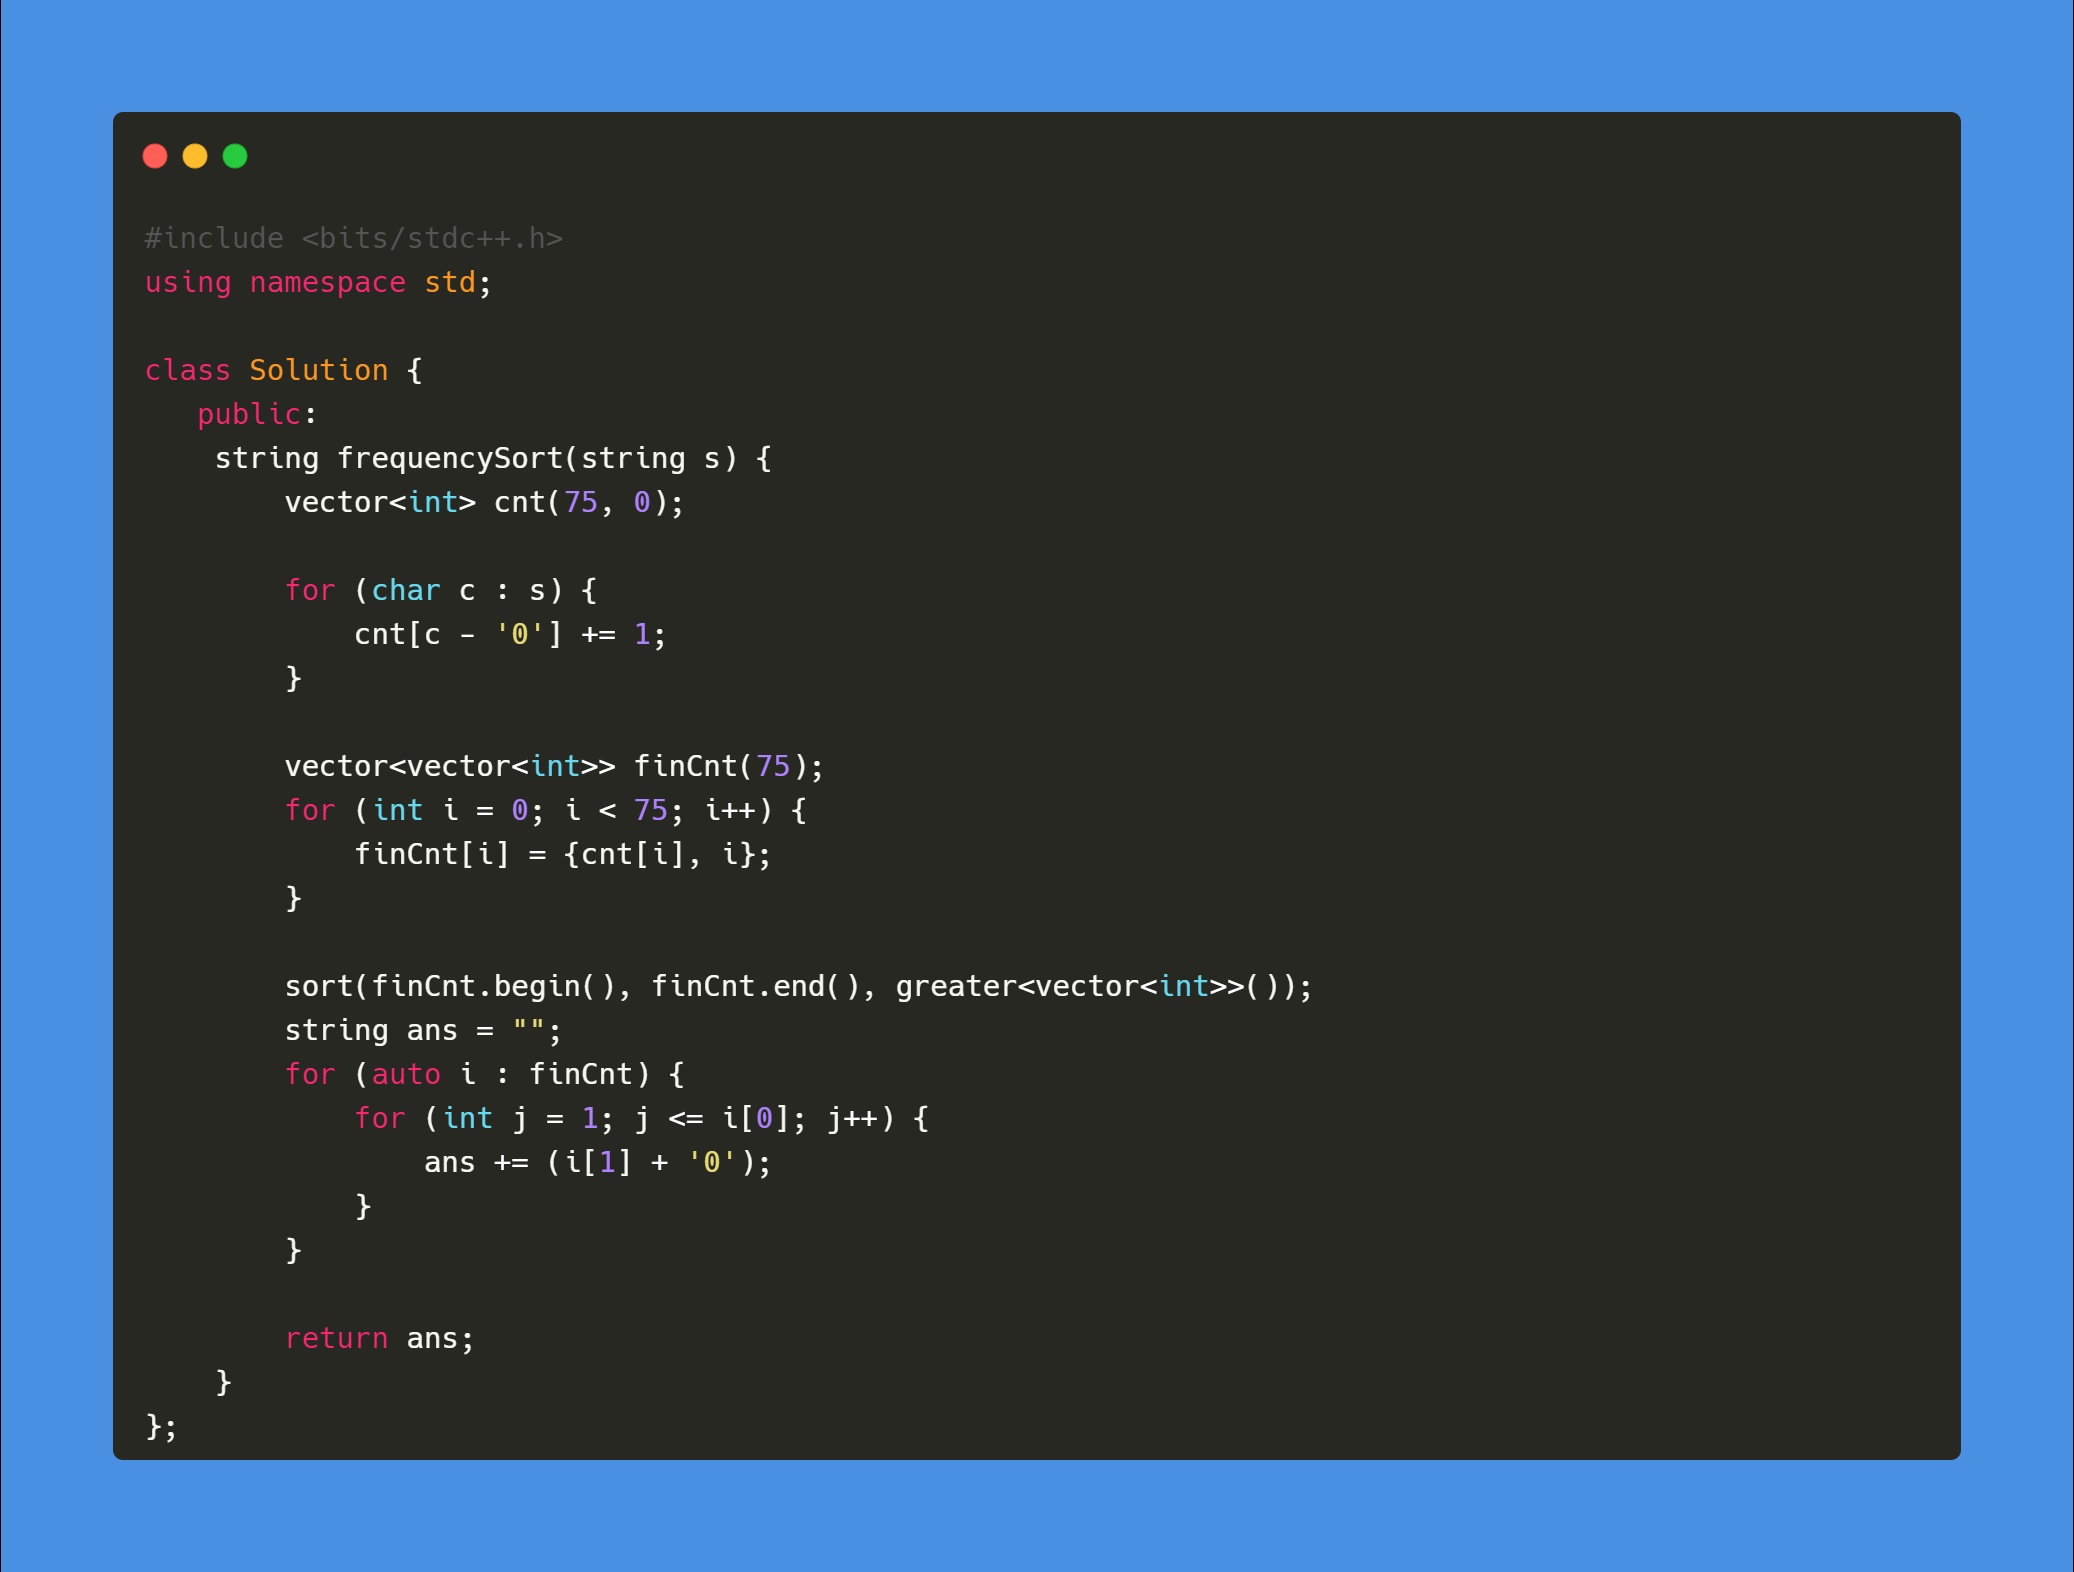 #include <bits/stdc++.h>
using namespace std;

class Solution {
   public:
    string frequencySort(string s) {
        vector<int> cnt(75, 0);

        for (char c : s) {
            cnt[c - '0'] += 1;
        }

        vector<vector<int>> finCnt(75);
        for (int i = 0; i < 75; i++) {
            finCnt[i] = {cnt[i], i};
        }

        sort(finCnt.begin(), finCnt.end(), greater<vector<int>>());
        string ans = "";
        for (auto i : finCnt) {
            for (int j = 1; j <= i[0]; j++) {
                ans += (i[1] + '0');
            }
        }

        return ans;
    }
};